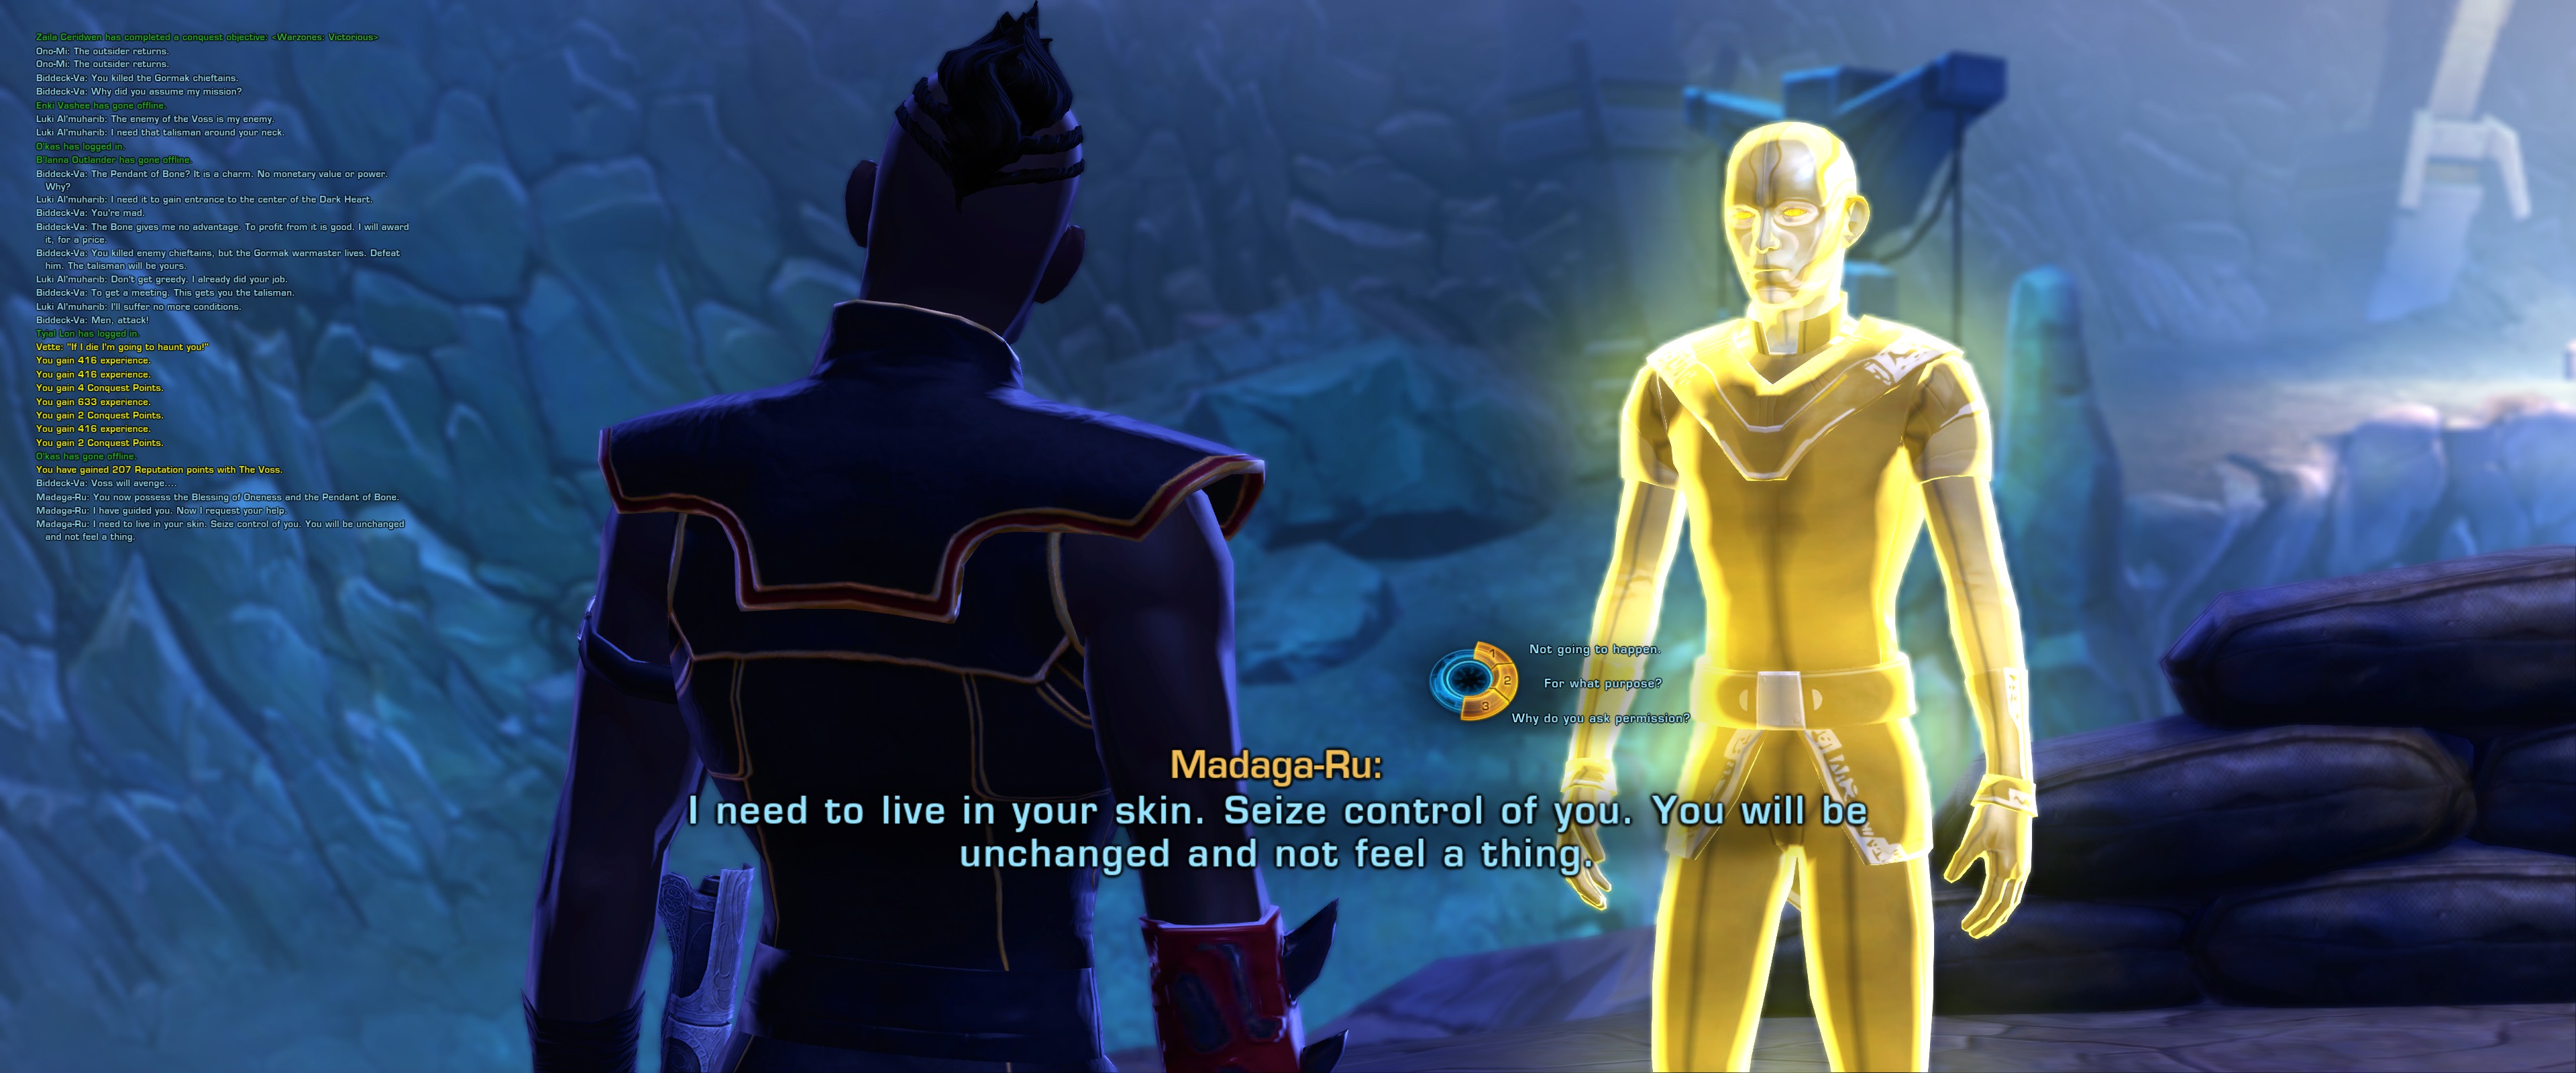 Zaila Ceridwen has completed a conquest objective: <Warzones: Victorious>
Ono-Mi: The outsider returns.
Ono-Mi: The outsider returns.
Biddeck-Va: You killed the Gormak chieftains.
Biddeck-Va: Why did you assume my mission?
Enki Vashee has gone offline.
Luki Al'muharib: The enemy of the Voss is my enemy.
Luki Al'muharib: I need that talisman around your neck.
O'kas has logged in.
B'lanna Outlander has gone offline.
Biddeck-Va: The Pendant of Bone? It is a charm. No monetary value or power.
Why?
Luki Al'muharib: I need it to gain entrance to the center of the Dark Heart.
Biddeck-Va: You're mad.
Biddeck-Va: The Bone gives me no advantage. To profit from it is good. I will award
it, for a price.
Biddeck-Va: You killed enemy chieftains, but the Gormak warmaster lives. Defeat
him. The talisman will be yours.
Luki Al'muharib: Don't get greedy. I already did your job.
Biddeck-Va: To get a meeting. This gets you the talisman.
Luki Al'muharib: I'll suffer no more conditions.
Biddeck-Va: Men, attack!
Lon has logged in.
Vette: "If I die I'm going to haunt you!"
You gain 416 experience.
You gain 416 experience.
You gain 4 Conquest Points.
You gain 633 experience.
You gain 2 Conquest Points.
You gain 416 experience.
You gain 2 Conquest Points.
O'kas has gone offline.
You have gained 207 Reputation points with The Voss.
Biddeck-Va: Voss will avenge....
Madaga-Ru: You now possess the Blessing of Oneness and the Pendant of Bone.
Madaga-Ru: I have guided you. Now I request your help.
Madaga-Ru: I need to live in your skin. Seize control of you. You will be unchanged
and not feel a thing.
1 Not going to happen.
2 For what purpose?
3 Why do you ask permission?
Madaga-Ru:
I need to live in your skin. Seize control of you. You will be
unchanged and not feel a thing.